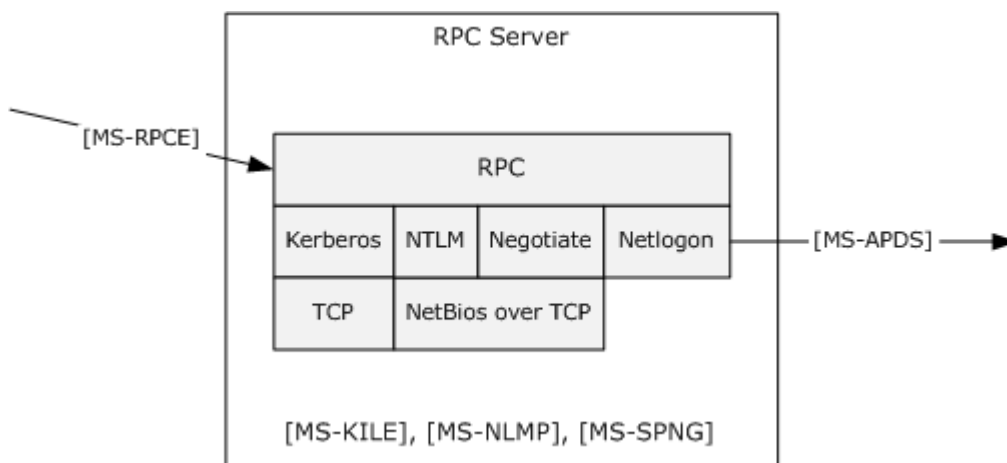 RPC Server
[MS-RPCE]
RPC
Kerberos NTLM Negotiate Netlogon
[MS-APDS]
TCP NetBios over TCP
[MS-KILE], [MS-NLMP], [MS-SPNG]